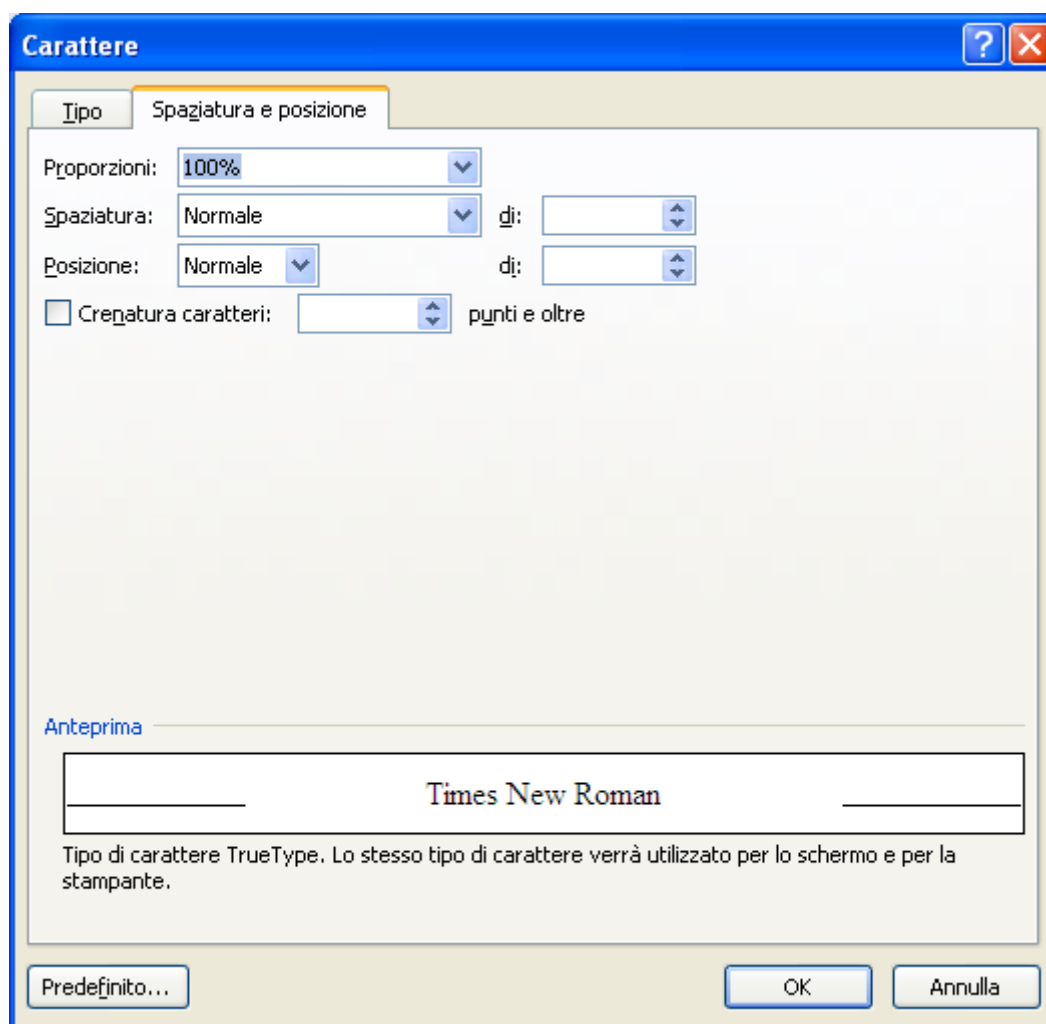 Carattere
Tipo
Spaziatura e posizione
Proporzioni: 100%
Spaziatura: Normale di:
Posizione: Normale di:
Crenatura caratteri: punti e oltre
Anteprima
Times New Roman
Tipo di carattere TrueType. Lo stesso tipo di carattere verrà utilizzato per lo schermo e per la
stampante.
Predefinito... OK Annulla